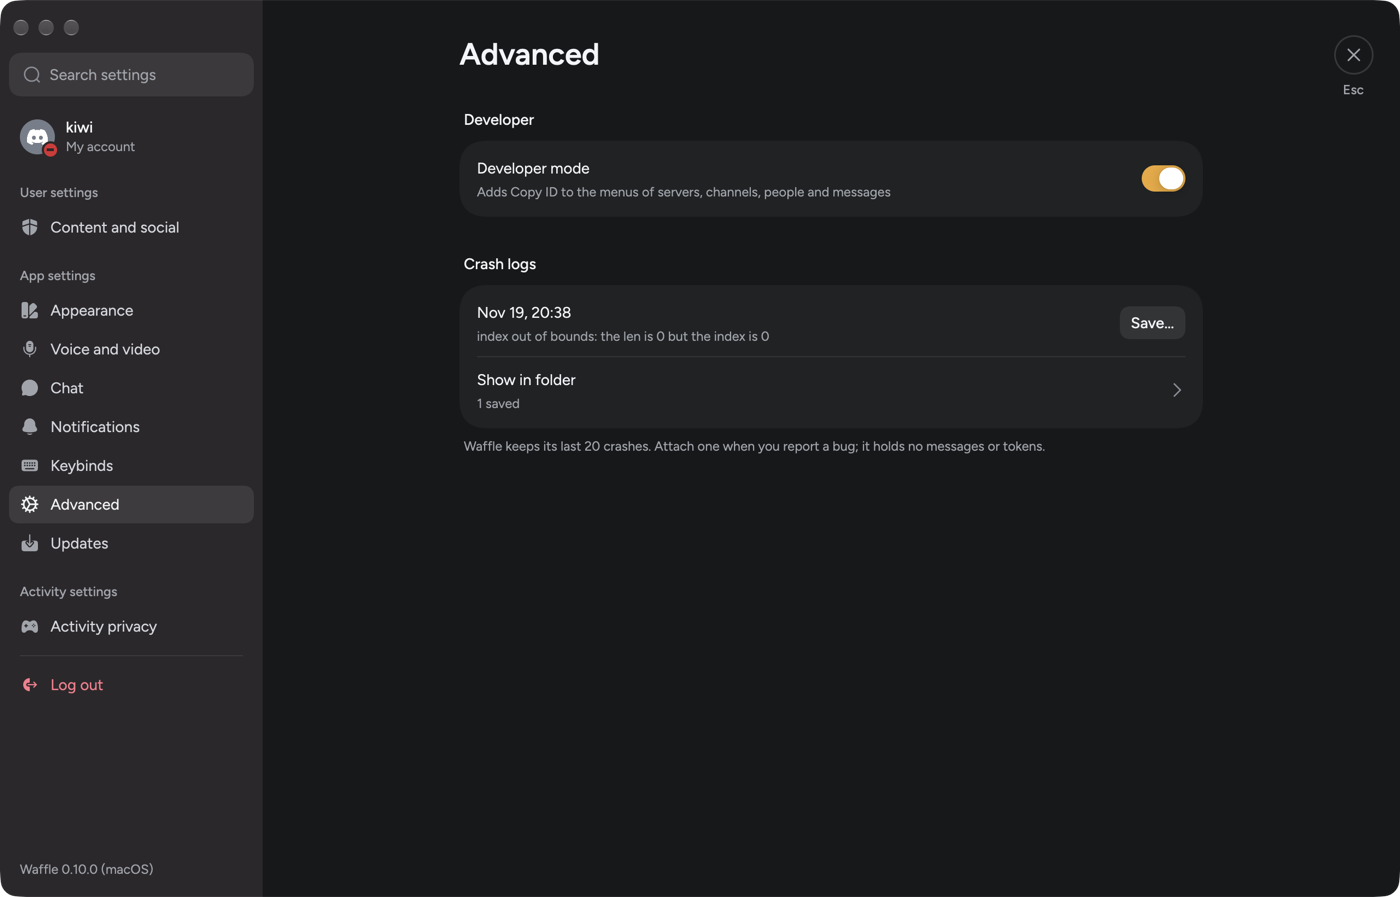 Search settings
kiwi
My account
User settings
Content and social
App settings
Appearance
Voice and video
Chat
Notifications
Keybinds
Advanced
Updates
Activity settings
Activity privacy
Log out
Waffle 0.10.0 (macOS)
Advanced
Esc
Developer
Developer mode
Adds Copy ID to the menus of servers, channels, people and messages
Crash logs
Nov 19, 20:38
index out of bounds: the len is 0 but the index is 0
Save...
Show in folder
1 saved
Waffle keeps its last 20 crashes. Attach one when you report a bug; it holds no messages or tokens.